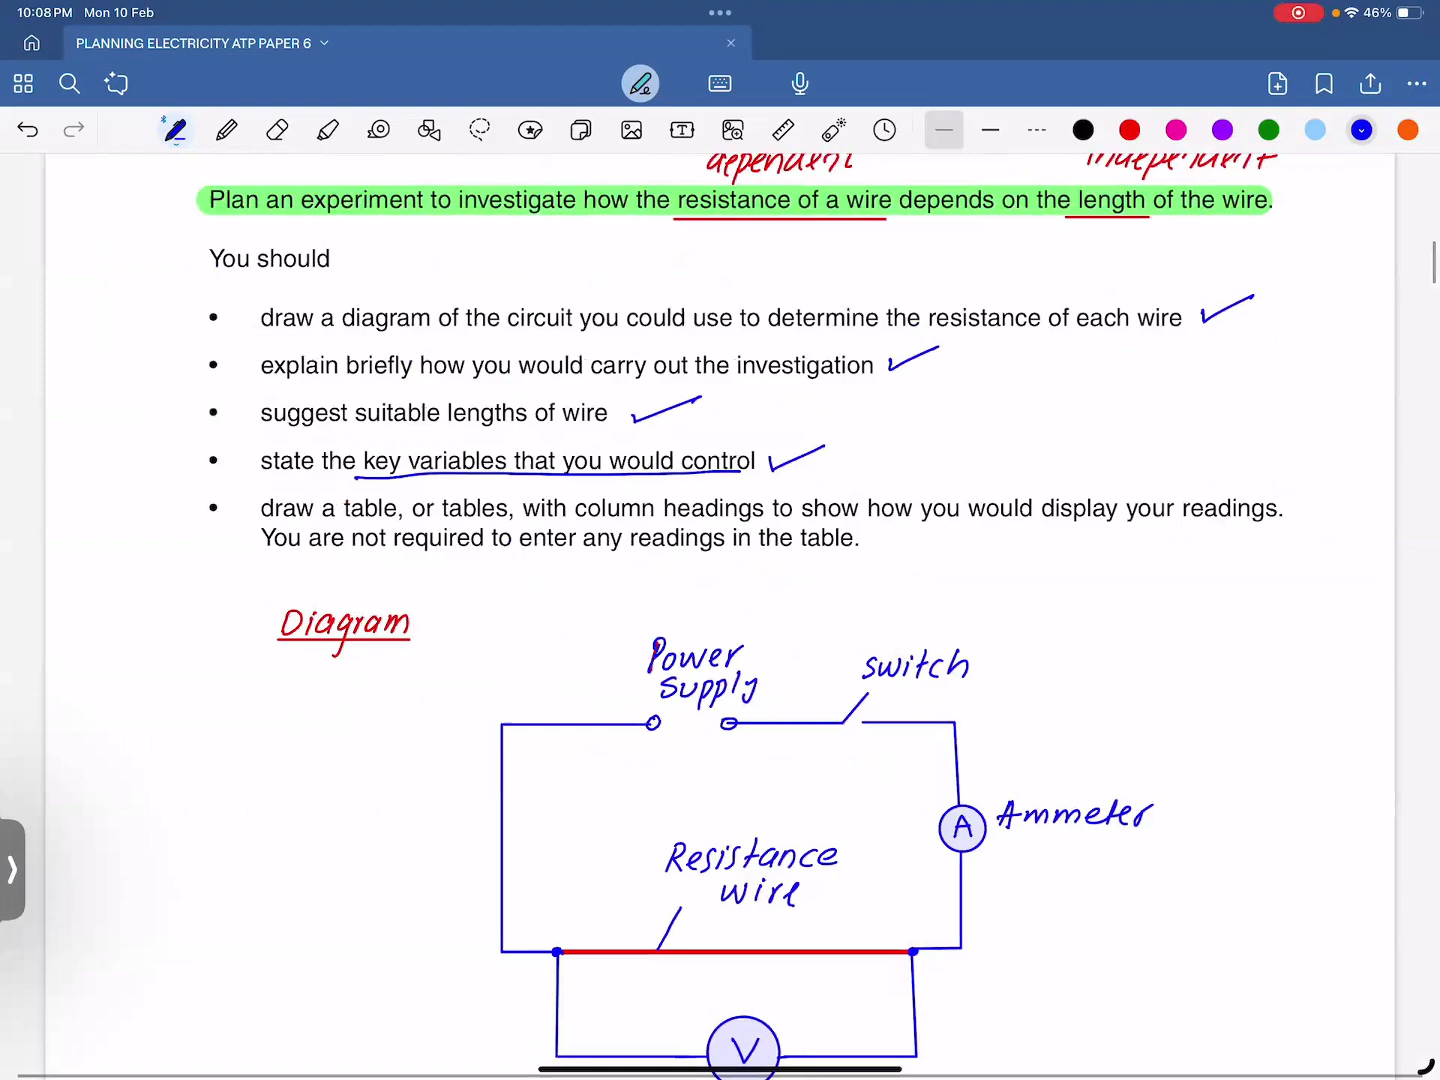 10:08 PM Mon 10 Feb
46%
PLANNING ELECTRICITY ATP PAPER 6
dependent
independent
Plan an experiment to investigate how the resistance of a wire depends on the length of the wire.
You should
• draw a diagram of the circuit you could use to determine the resistance of each wire
• explain briefly how you would carry out the investigation
• suggest suitable lengths of wire
• state the key variables that you would control
• draw a table, or tables, with column headings to show how you would display your readings.
You are not required to enter any readings in the table.
Diagram
Power
Supply
switch
A
Ammeter
Resistance
wire
V